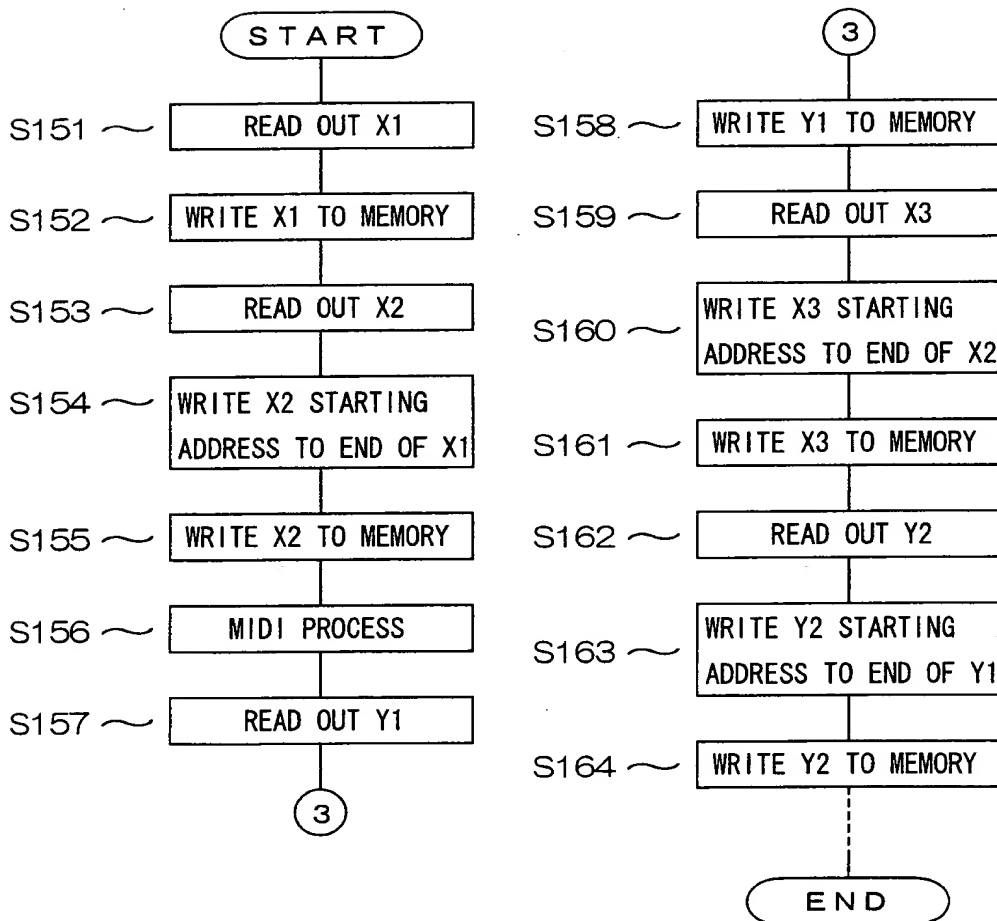 START
S151 READ OUT X1
S152 WRITE X1 TO MEMORY
S153 READ OUT X2
S154 WRITE X2 STARTING
ADDRESS TO END OF X1
S155 WRITE X2 TO MEMORY
S156 MIDI PROCESS
S157 READ OUT Y1
3
3
S158 WRITE Y1 TO MEMORY
S159 READ OUT X3
S160 WRITE X3 STARTING
ADDRESS TO END OF X2
S161 WRITE X3 TO MEMORY
S162 READ OUT Y2
S163 WRITE Y2 STARTING
ADDRESS TO END OF Y1
S164 WRITE Y2 TO MEMORY
END